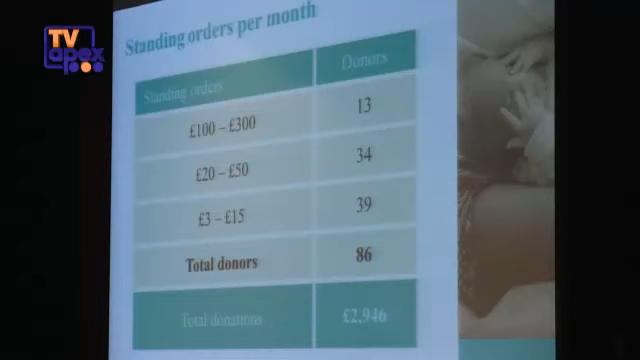 TV
apex
Standing orders per month
Standing orders Donors
£100 – £300 13
£20 – £50 34
£3 – £15 39
Total donors 86
Total donations £2,946